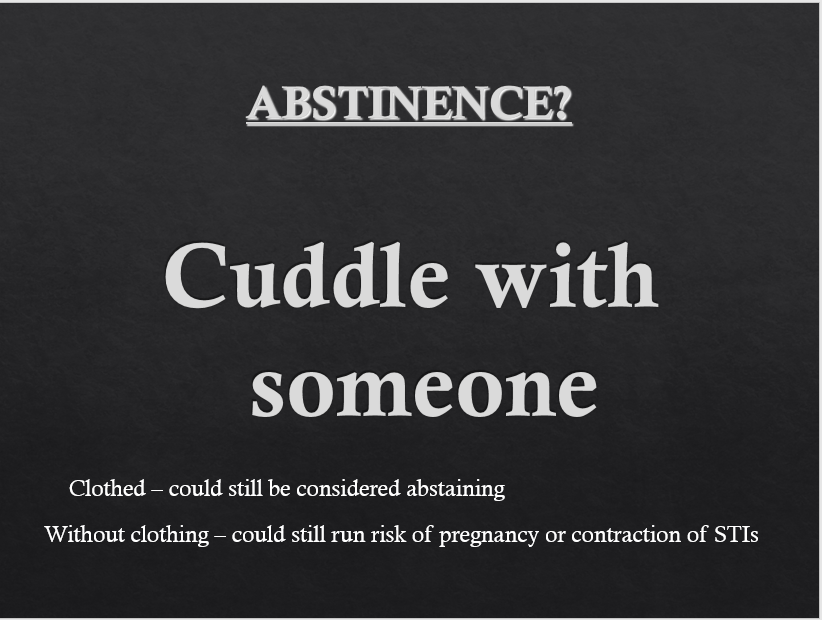 ABSTINENCE?
Cuddle with
someone
Clothed – could still be considered abstaining
Without clothing – could still run risk of pregnancy or contraction of STIs